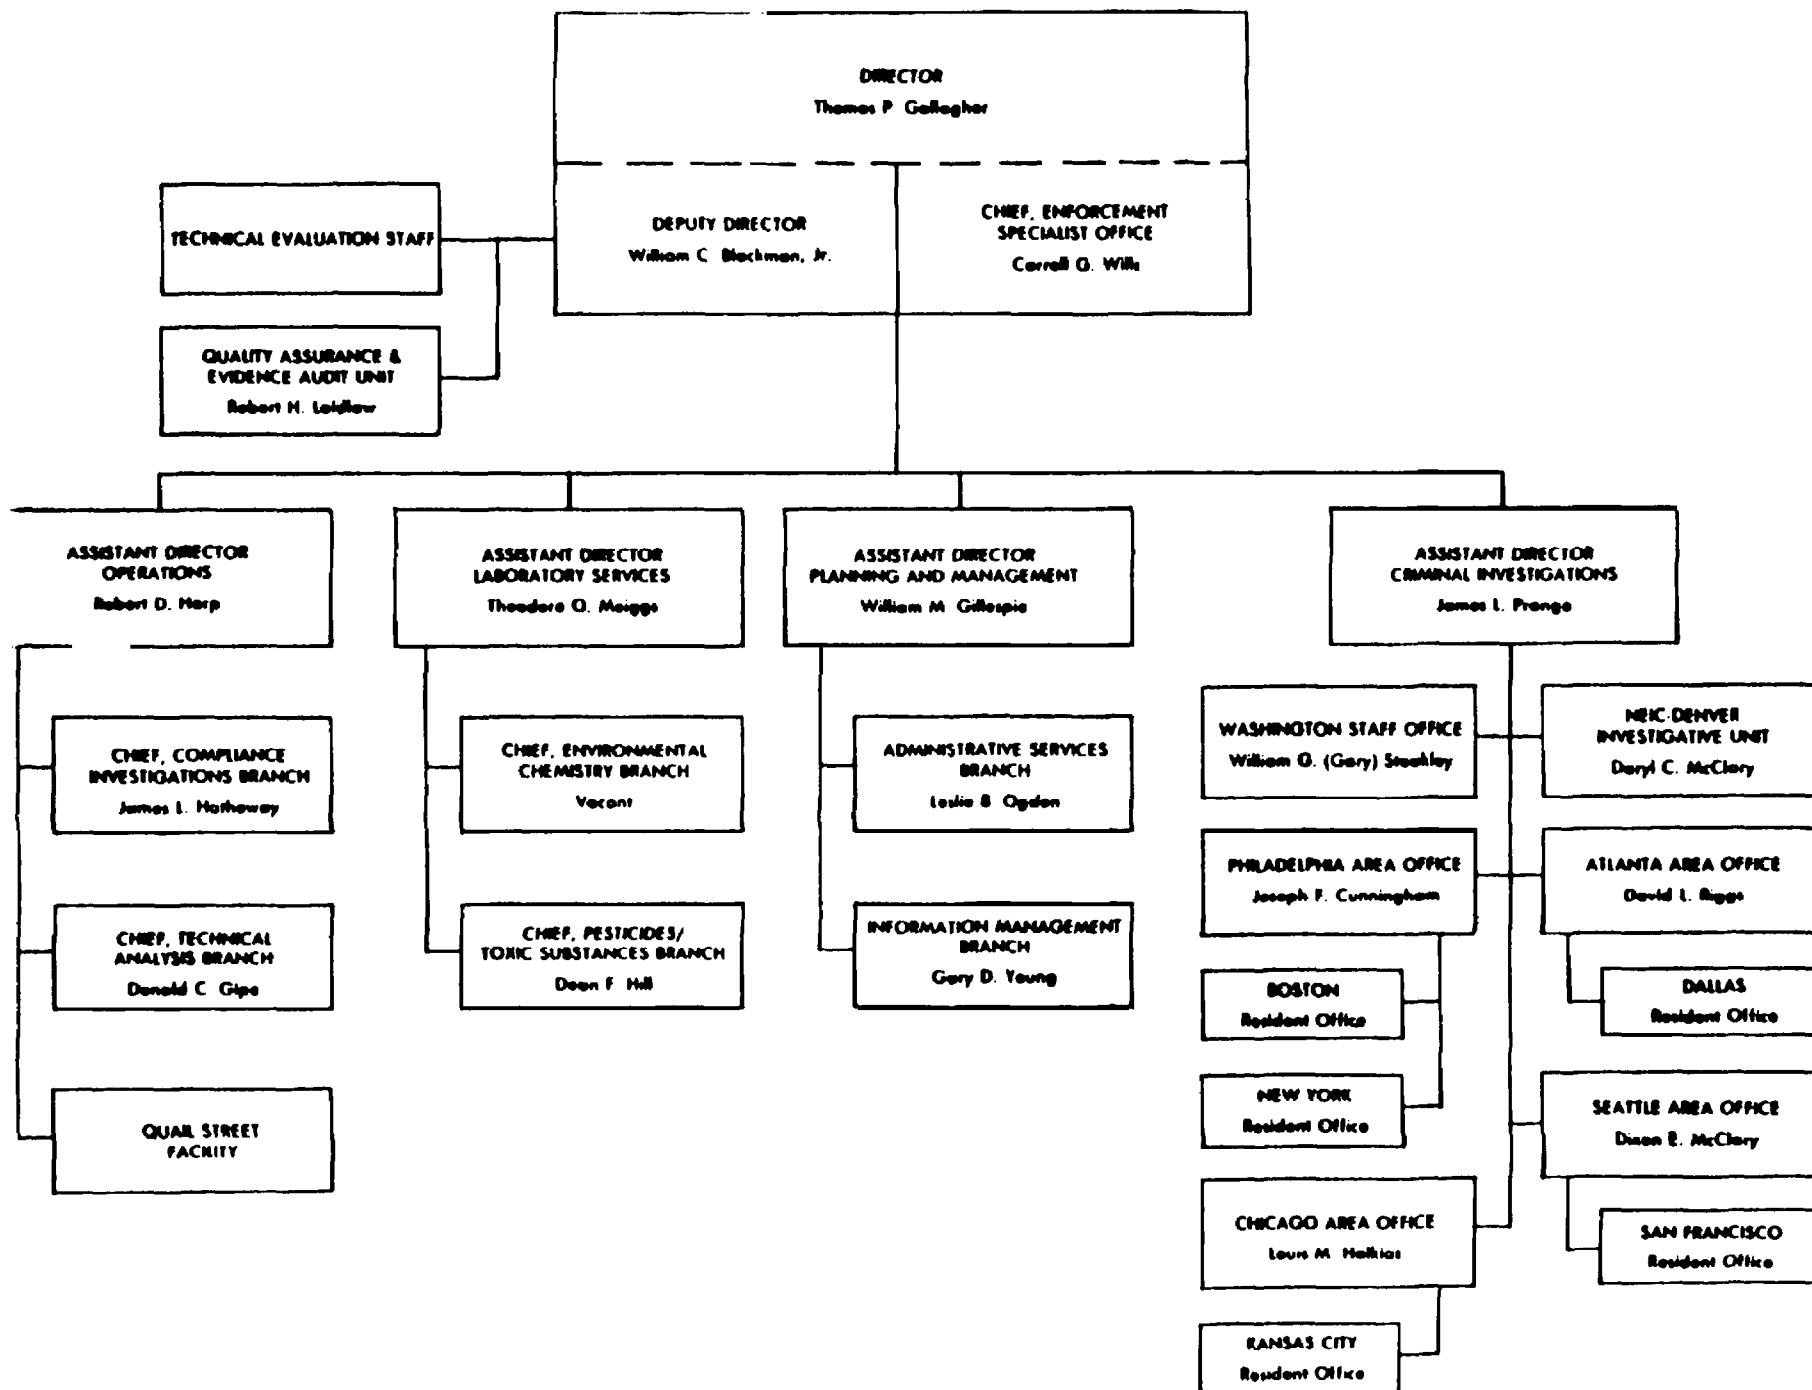 DIRECTOR
Thomas P. Gallagher
DEPUTY DIRECTOR
William C. Blackman, Jr.
CHIEF, ENFORCEMENT
SPECIALIST OFFICE
Carroll G. Wills
TECHNICAL EVALUATION STAFF
QUALITY ASSURANCE &
EVIDENCE AUDIT UNIT
Robert H. Laidlaw
ASSISTANT DIRECTOR
OPERATIONS
Robert D. Harp
CHIEF, COMPLIANCE
INVESTIGATIONS BRANCH
James L. Hatheway
CHIEF, TECHNICAL
ANALYSIS BRANCH
Donald C. Gipe
QUAIL STREET
FACILITY
ASSISTANT DIRECTOR
LABORATORY SERVICES
Theodore O. Meiggs
CHIEF, ENVIRONMENTAL
CHEMISTRY BRANCH
Vacant
CHIEF, PESTICIDES/
TOXIC SUBSTANCES BRANCH
Dean F. Hill
ASSISTANT DIRECTOR
PLANNING AND MANAGEMENT
William M. Gillespie
ADMINISTRATIVE SERVICES
BRANCH
Leslie B. Ogden
INFORMATION MANAGEMENT
BRANCH
Gary D. Young
ASSISTANT DIRECTOR
CRIMINAL INVESTIGATIONS
James L. Prange
WASHINGTON STAFF OFFICE
William G. (Gary) Steakley
NEIC-DENVER
INVESTIGATIVE UNIT
Daryl C. McClary
PHILADELPHIA AREA OFFICE
Joseph F. Cunningham
ATLANTA AREA OFFICE
David L. Riggs
BOSTON
Resident Office
DALLAS
Resident Office
NEW YORK
Resident Office
SEATTLE AREA OFFICE
Dixon E. McClary
CHICAGO AREA OFFICE
Louis M. Halkias
SAN FRANCISCO
Resident Office
KANSAS CITY
Resident Office